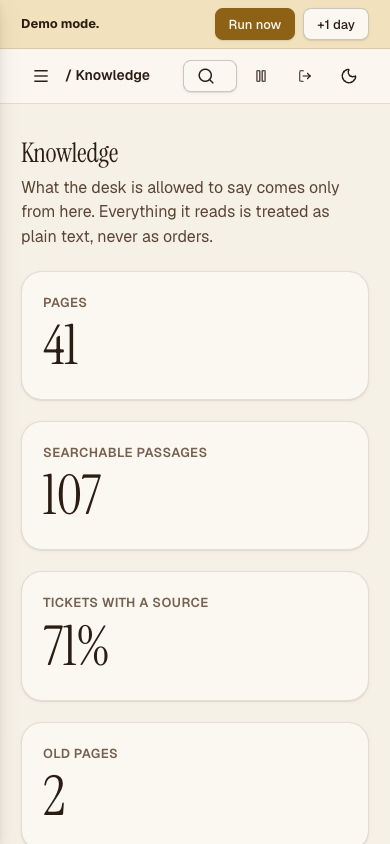 Demo mode.
Run now
+1 day
/ Knowledge
Knowledge
What the desk is allowed to say comes only
from here. Everything it reads is treated as
plain text, never as orders.
PAGES
41
SEARCHABLE PASSAGES
107
TICKETS WITH A SOURCE
71%
OLD PAGES
2